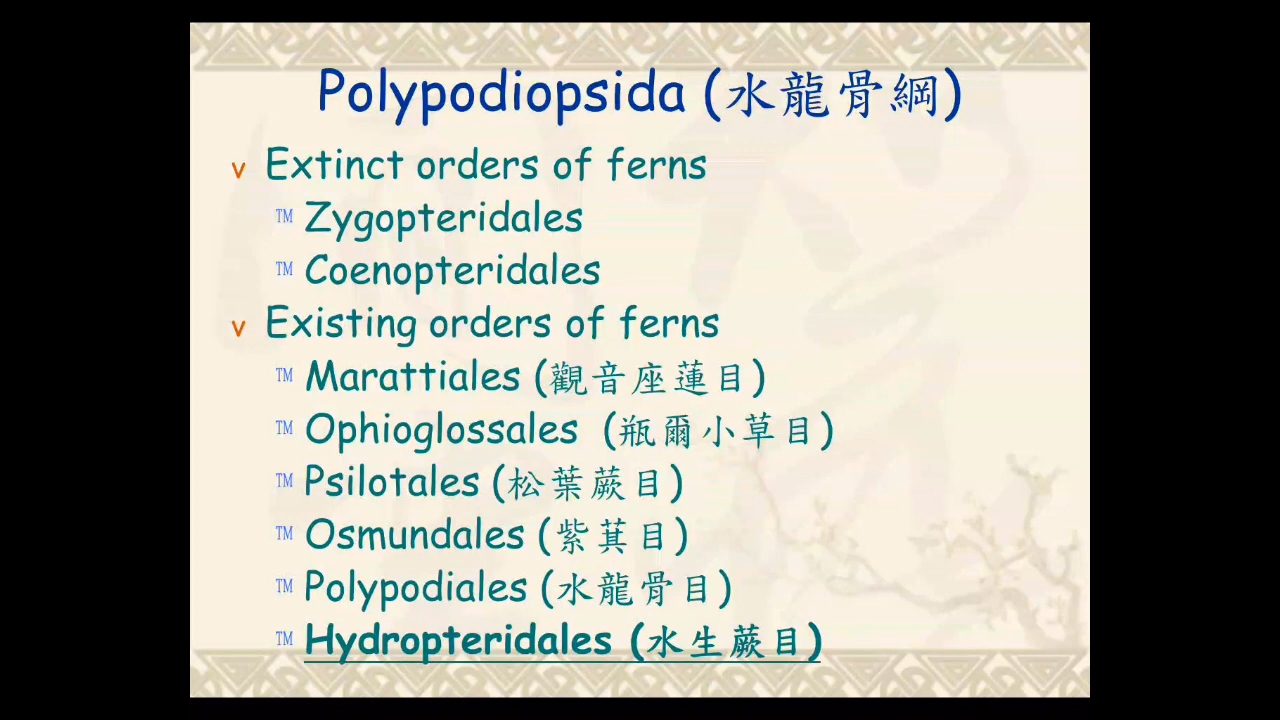 Polypodiopsida (水龍骨綱)
v Extinct orders of ferns
™ Zygopteridales
™ Coenopteridales
v Existing orders of ferns
™ Marattiales (觀音座蓮目)
™ Ophioglossales (瓶爾小草目)
™ Psilotales (松葉蕨目)
™ Osmundales (紫萁目)
™ Polypodiales (水龍骨目)
™ Hydropteridales (水生蕨目)